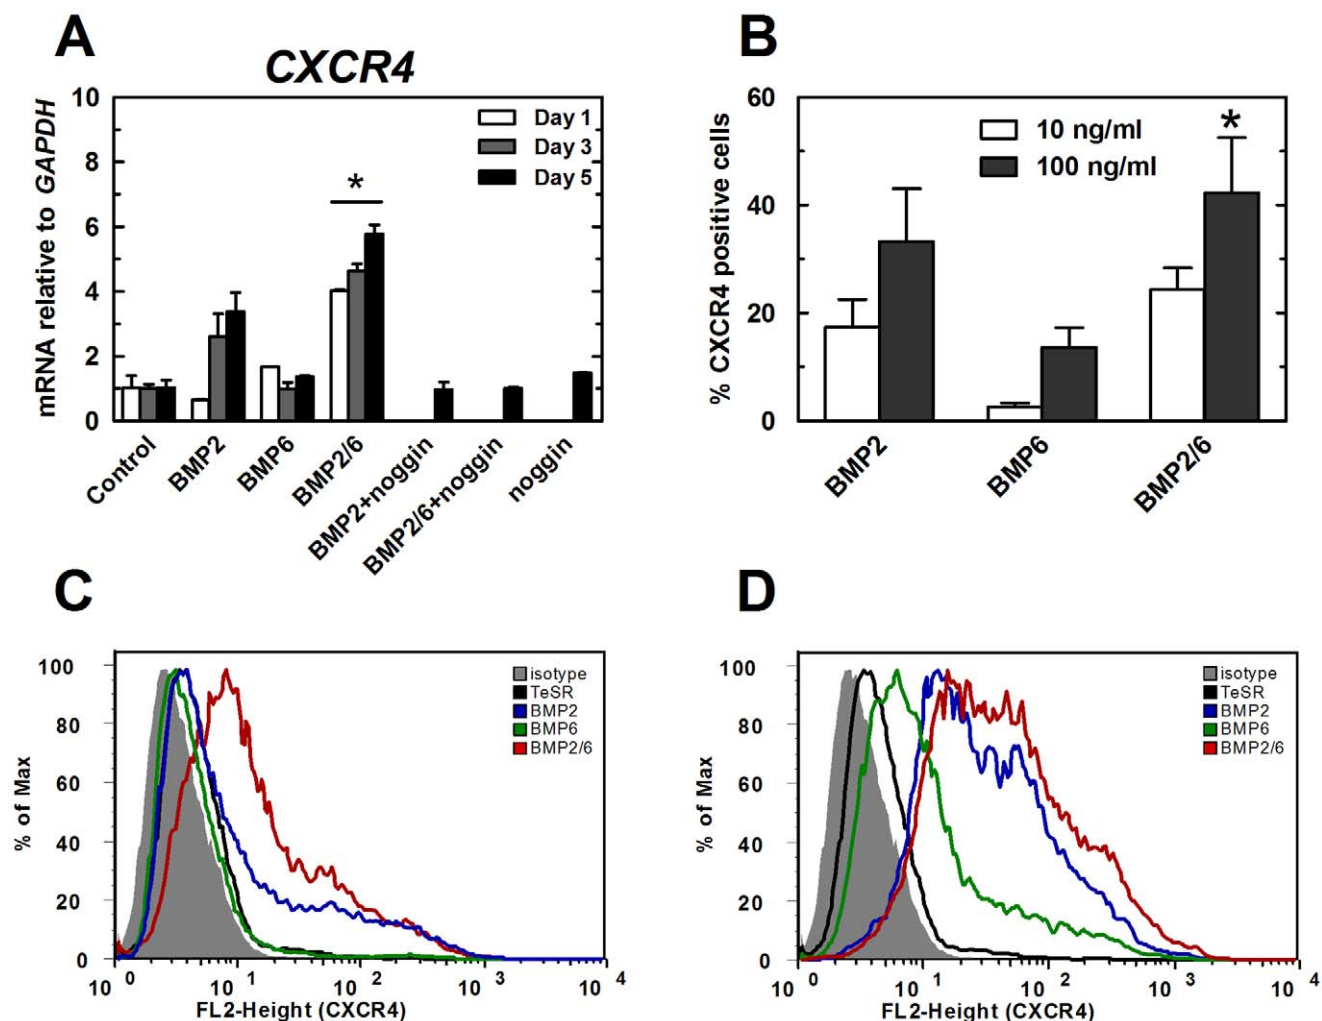 A
CXCR4
mRNA relative to GAPDH
10
8
6
4
2
0
Day 1
Day 3
Day 5
*
Control
BMP2
BMP6
BMP2/6
BMP2+noggin
BMP2/6+noggin
noggin
B
% CXCR4 positive cells
60
40
20
0
10 ng/ml
100 ng/ml
*
BMP2
BMP6
BMP2/6
C
% of Max
100
80
60
40
20
0
isotype
TeSR
BMP2
BMP6
BMP2/6
10 0
10 1
10 2
10 3
10 4
FL2-Height (CXCR4)
D
% of Max
100
80
60
40
20
0
isotype
TeSR
BMP2
BMP6
BMP2/6
10 0
10 1
10 2
10 3
10 4
FL2-Height (CXCR4)